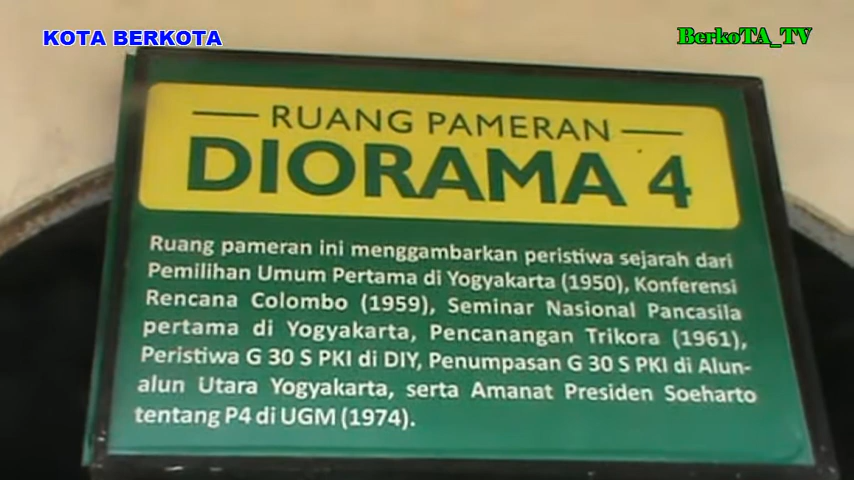 KOTA BERKOTA
BerkoTA_TV
RUANG PAMERAN
DIORAMA 4
Ruang pameran ini menggambarkan peristiwa sejarah dari
Pemilihan Umum Pertama di Yogyakarta (1950), Konferensi
Rencana Colombo (1959), Seminar Nasional Pancasila
pertama di Yogyakarta, Pencanangan Trikora (1961),
Peristiwa G 30 S PKI di DIY, Penumpasan G 30 S PKI di Alun-
alun Utara Yogyakarta, serta Amanat Presiden Soeharto
tentang P4 di UGM (1974).